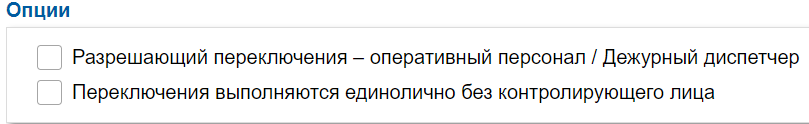 Опции
Разрешающий переключения – оперативный персонал / Дежурный диспетчер
Переключения выполняются единолично без контролирующего лица